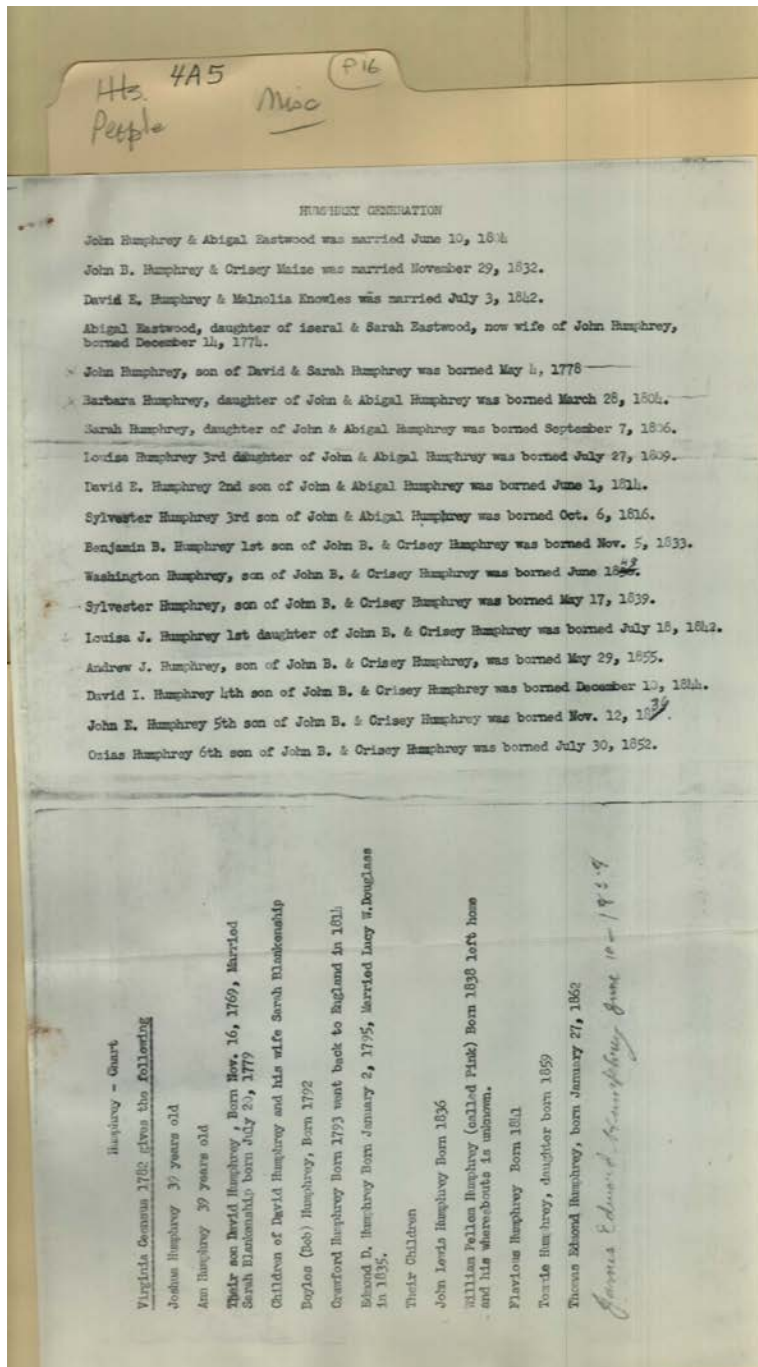 4A5
P16
Hts.
Misc
People
HUMPHREY GENERATION
John Humphrey & Abigal Eastwood was married June 10, 1804
John B. Humphrey & Crisey Maize was married November 29, 1832.
David E. Humphrey & Malnolia Knowles was married July 3, 1842.
Abigal Eastwood, daughter of iseral & Sarah Eastwood, now wife of John Humphrey,
borned December 14, 1774.
John Humphrey, son of David & Sarah Humphrey was borned May 4, 1778
Barbara Humphrey, daughter of John & Abigal Humphrey was borned March 28, 1804.
Sarah Humphrey, daughter of John & Abigal Humphrey was borned September 7, 1806.
Louisa Humphrey 3rd daughter of John & Abigal Humphrey was borned July 27, 1809.
David E. Humphrey 2nd son of John & Abigal Humphrey was borned June 1, 1814.
Sylvester Humphrey 3rd son of John & Abigal Humphrey was borned Oct. 6, 1816.
Benjamin B. Humphrey 1st son of John B. & Crisey Humphrey was borned Nov. 5, 1833.
Washington Humphrey, son of John B. & Crisey Humphrey was borned June 18
Sylvester Humphrey, son of John B. & Crisey Humphrey was borned May 17, 1839.
Louisa J. Humphrey 1st daughter of John B. & Crisey Humphrey was borned July 18, 1842.
Andrew J. Humphrey, son of John B. & Crisey Humphrey, was borned May 29, 1855.
David I. Humphrey 4th son of John B. & Crisey Humphrey was borned December 10, 1844.
John E. Humphrey 5th son of John B. & Crisey Humphrey was borned Nov. 12, 18
Ozias Humphrey 6th son of John B. & Crisey Humphrey was borned July 30, 1852.
Humphrey - Chart
Virginia Census 1782 gives the following
Joshua Humphrey 39 years old
Ann Humphrey 39 years old
Their son David Humphrey , Born Nov. 16, 1769, Married
Sarah Blankenship born July 20, 1779
Children of David Humphrey and his wife Sarah Blankenship
Boyles (Bob) Humphrey, Born 1792
Crawford Humphrey Born 1793 went back to England in 1814
Edmond D. Humphrey Born January 2, 1795, Married Lucy W.Douglass
in 1835.
Their Children
John Lewis Humphrey Born 1836
William Fellem Humphrey (called Pink) Born 1838 left home
and his whereabouts is unknown.
Flavious Humphrey Born 1841
Humphrey, daughter born 1859
Thomas Edmond Humphrey, born January 27, 1862
James Edward Humphrey June 10 -